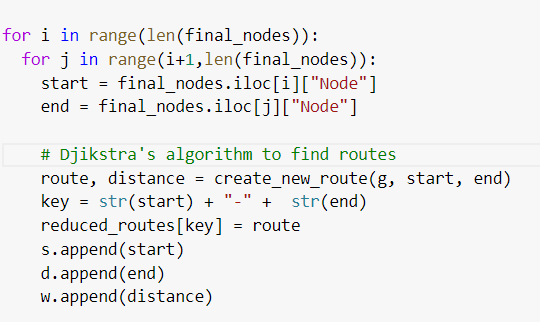 for i in range(len(final_nodes)):
  for j in range(i+1,len(final_nodes)):
    start = final_nodes.iloc[i]["Node"]
    end = final_nodes.iloc[j]["Node"]

    # Djikstra's algorithm to find routes
    route, distance = create_new_route(g, start, end)
    key = str(start) + "-" +  str(end)
    reduced_routes[key] = route
    s.append(start)
    d.append(end)
    w.append(distance)